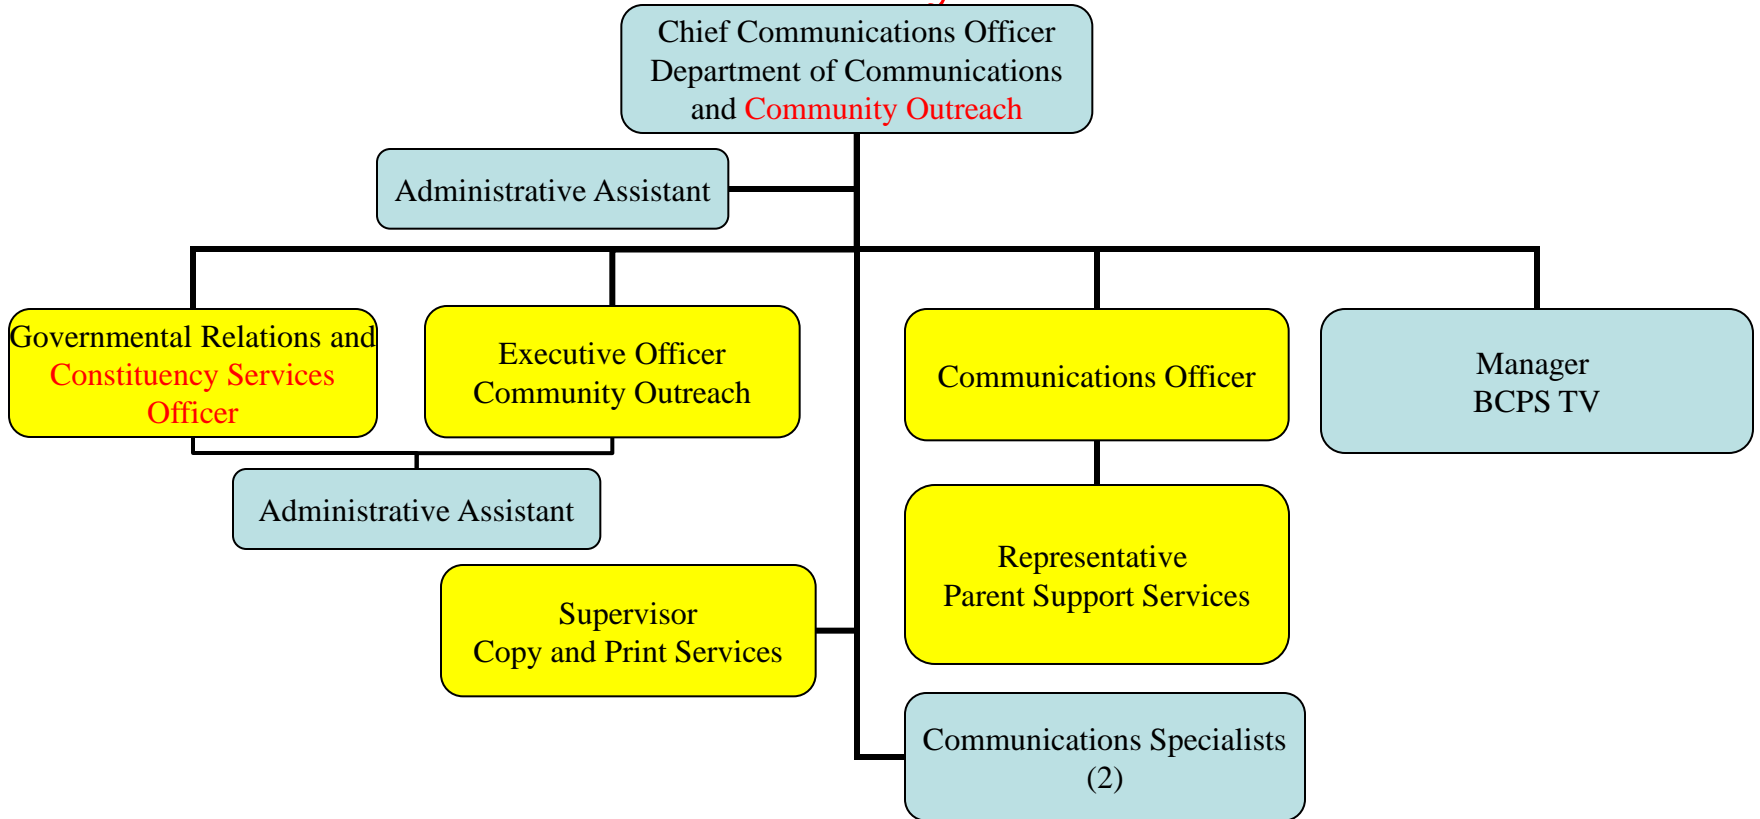 Chief Communications Officer
Department of Communications
and Community Outreach
Administrative Assistant
Governmental Relations and
Constituency Services
Officer
Executive Officer
Community Outreach
Communications Officer
Manager
BCPS TV
Administrative Assistant
Representative
Parent Support Services
Supervisor
Copy and Print Services
Communications Specialists
(2)